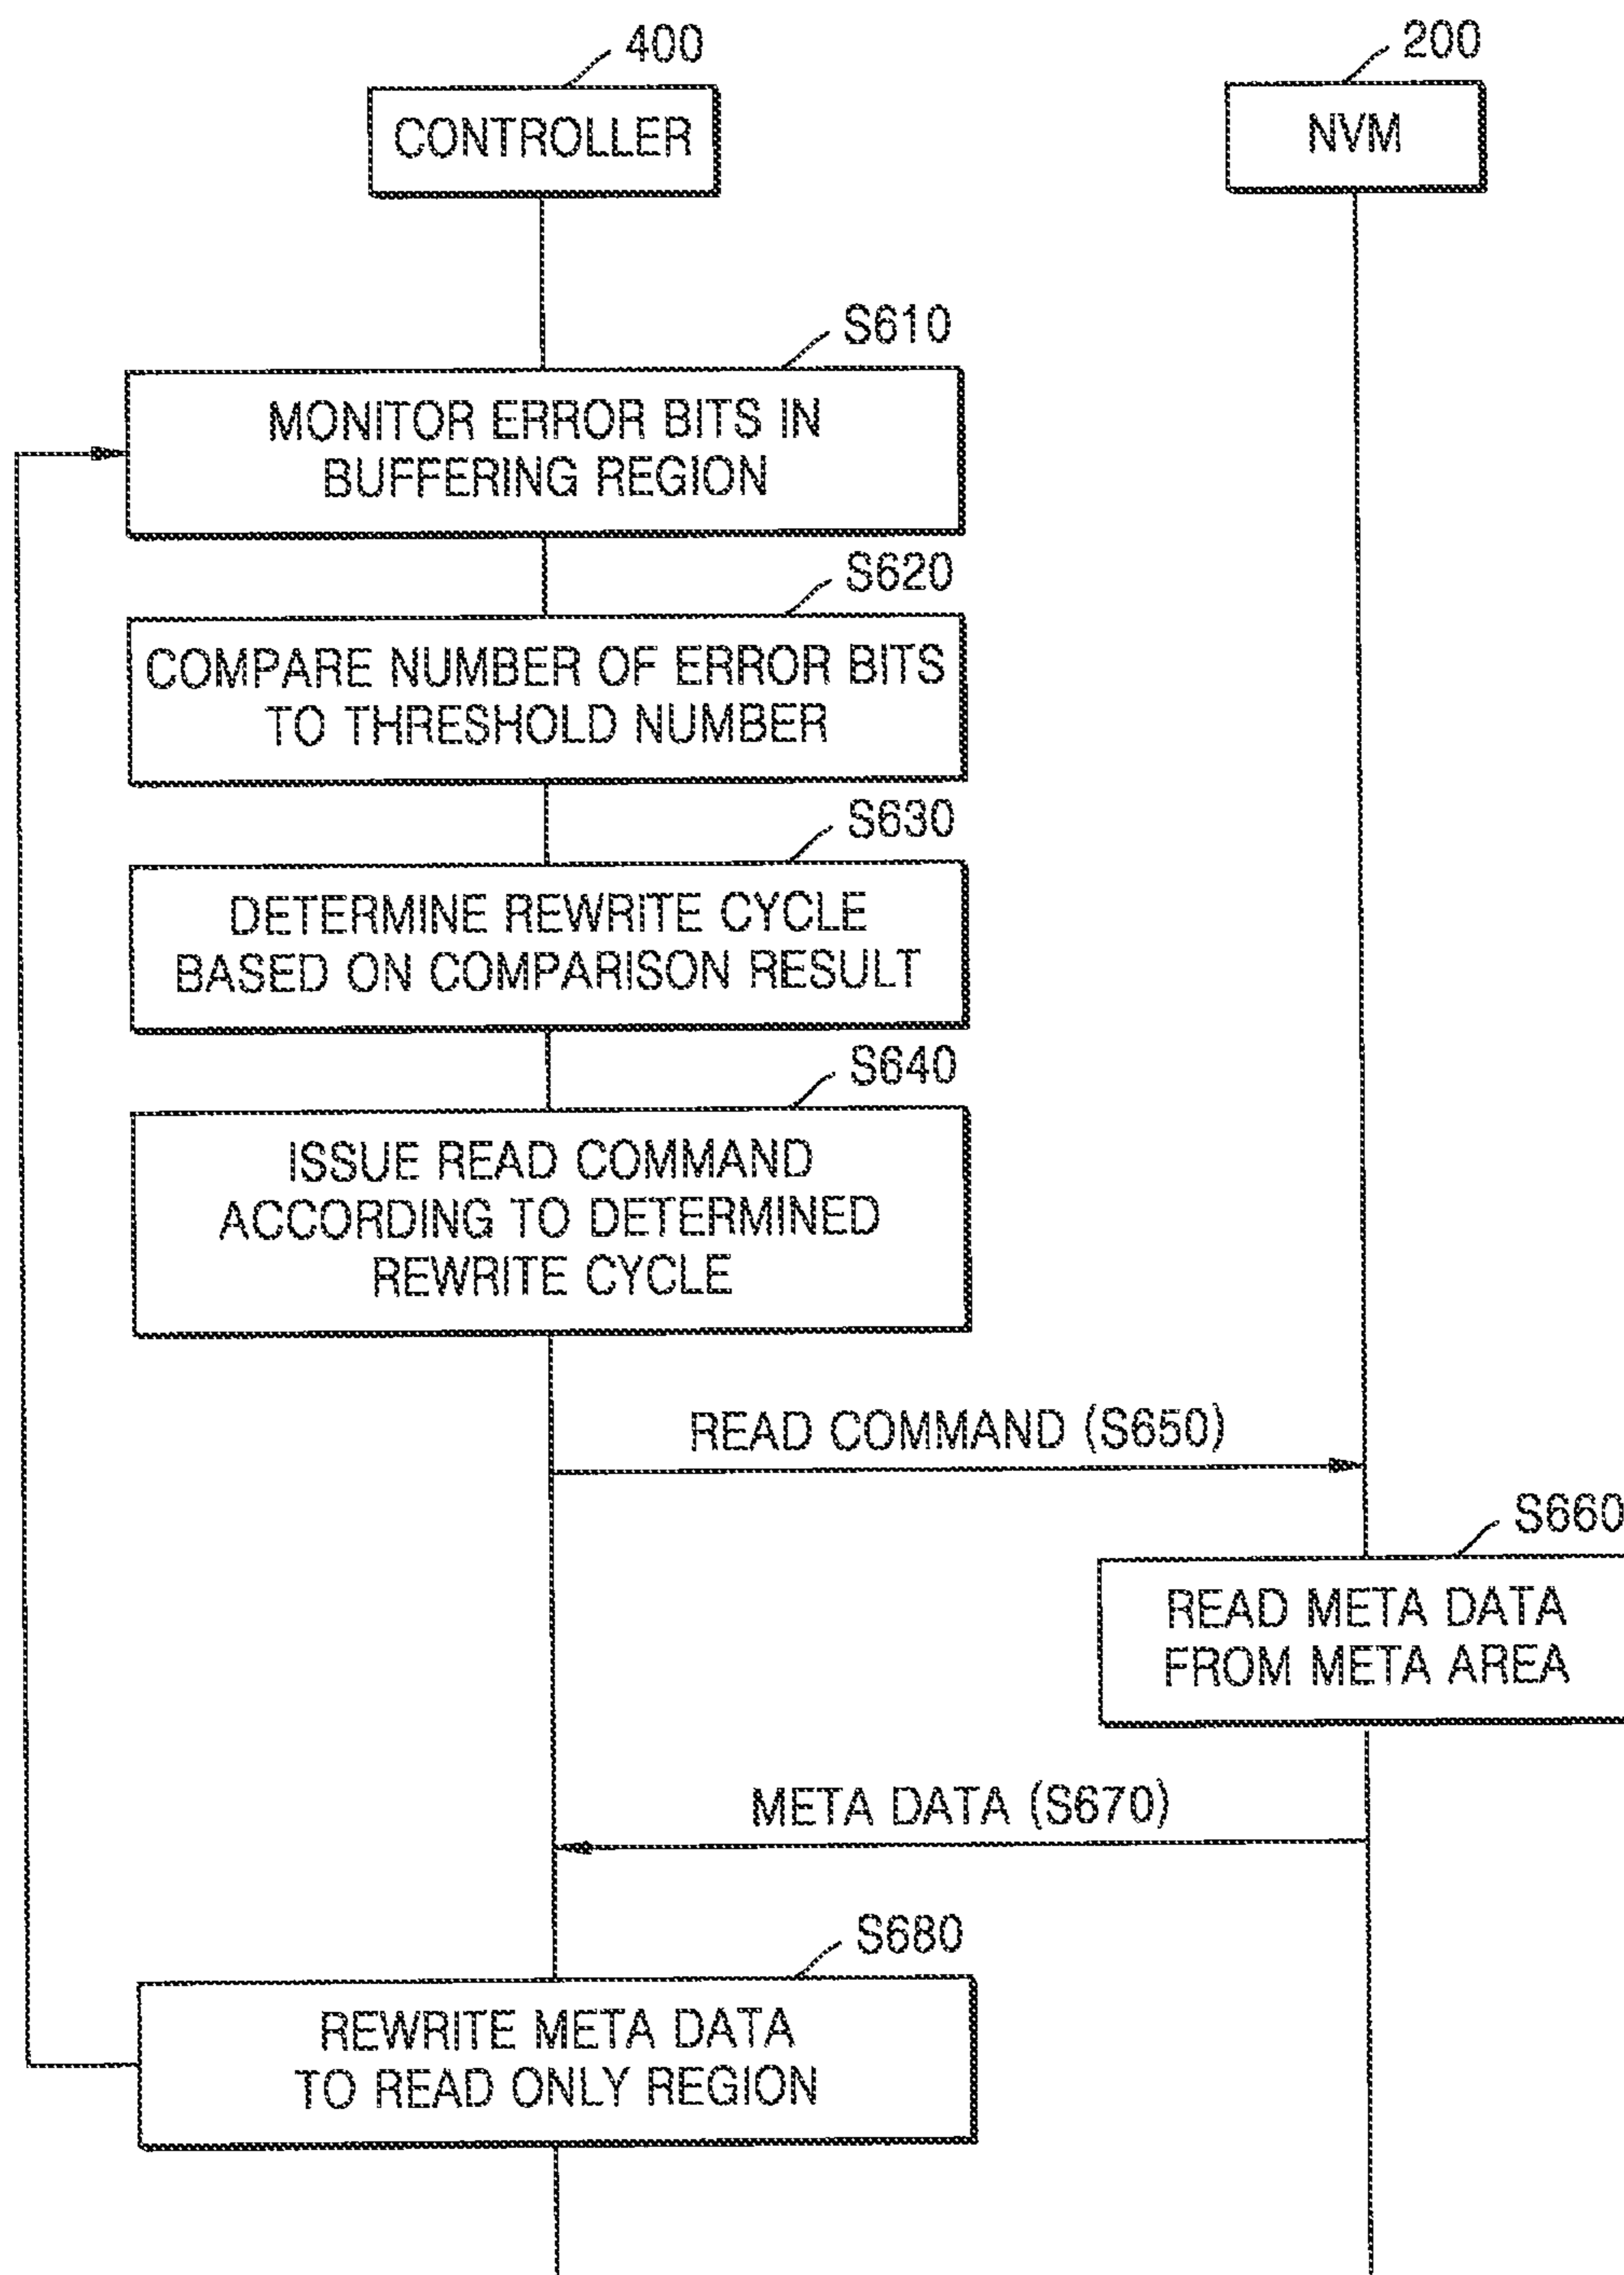 400
200
CONTROLLER
NVM
S610
MONITOR ERROR BITS IN
BUFFERING REGION
S620
COMPARE NUMBER OF ERROR BITS
TO THRESHOLD NUMBER
S630
DETERMINE REWRITE CYCLE
BASED ON COMPARISON RESULT
S640
ISSUE READ COMMAND
ACCORDING TO DETERMINED
REWRITE CYCLE
READ COMMAND (S650)
S660
READ META DATA
FROM META AREA
META DATA (S670)
S680
REWRITE META DATA
TO READ ONLY REGION